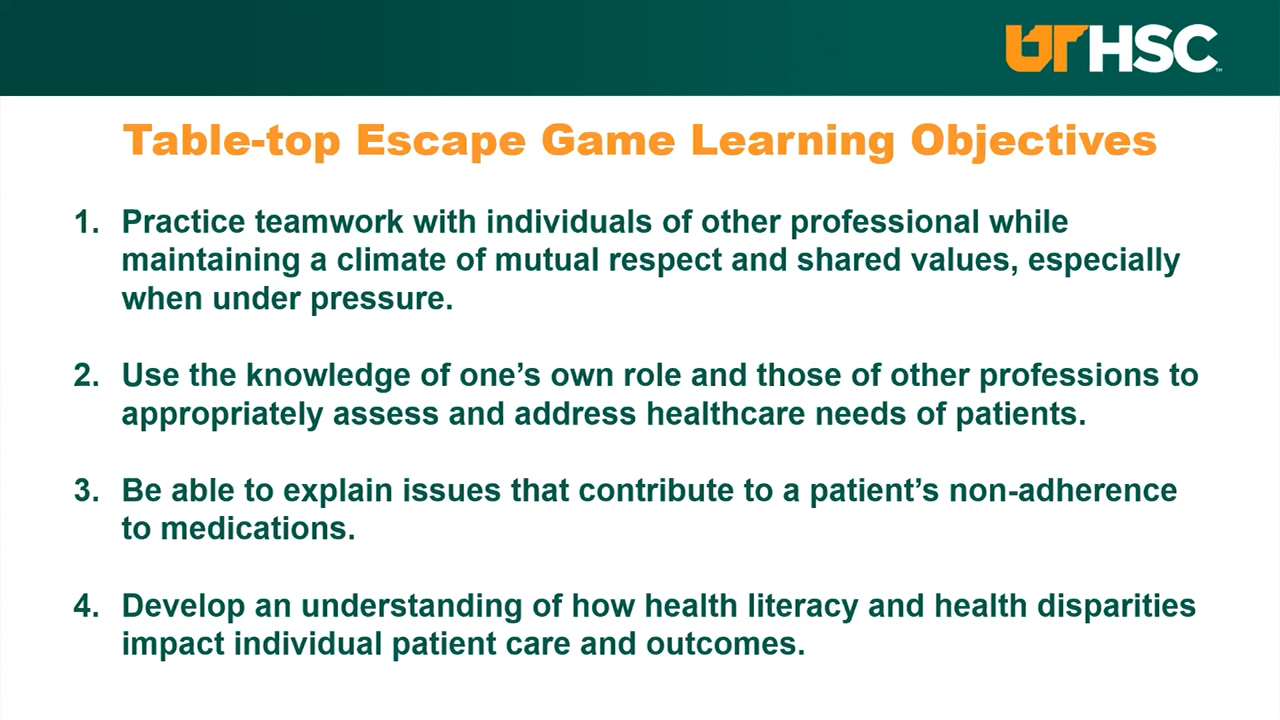 UTHSC™
Table-top Escape Game Learning Objectives
1. Practice teamwork with individuals of other professional while
maintaining a climate of mutual respect and shared values, especially
when under pressure.
2. Use the knowledge of one’s own role and those of other professions to
appropriately assess and address healthcare needs of patients.
3. Be able to explain issues that contribute to a patient’s non-adherence
to medications.
4. Develop an understanding of how health literacy and health disparities
impact individual patient care and outcomes.